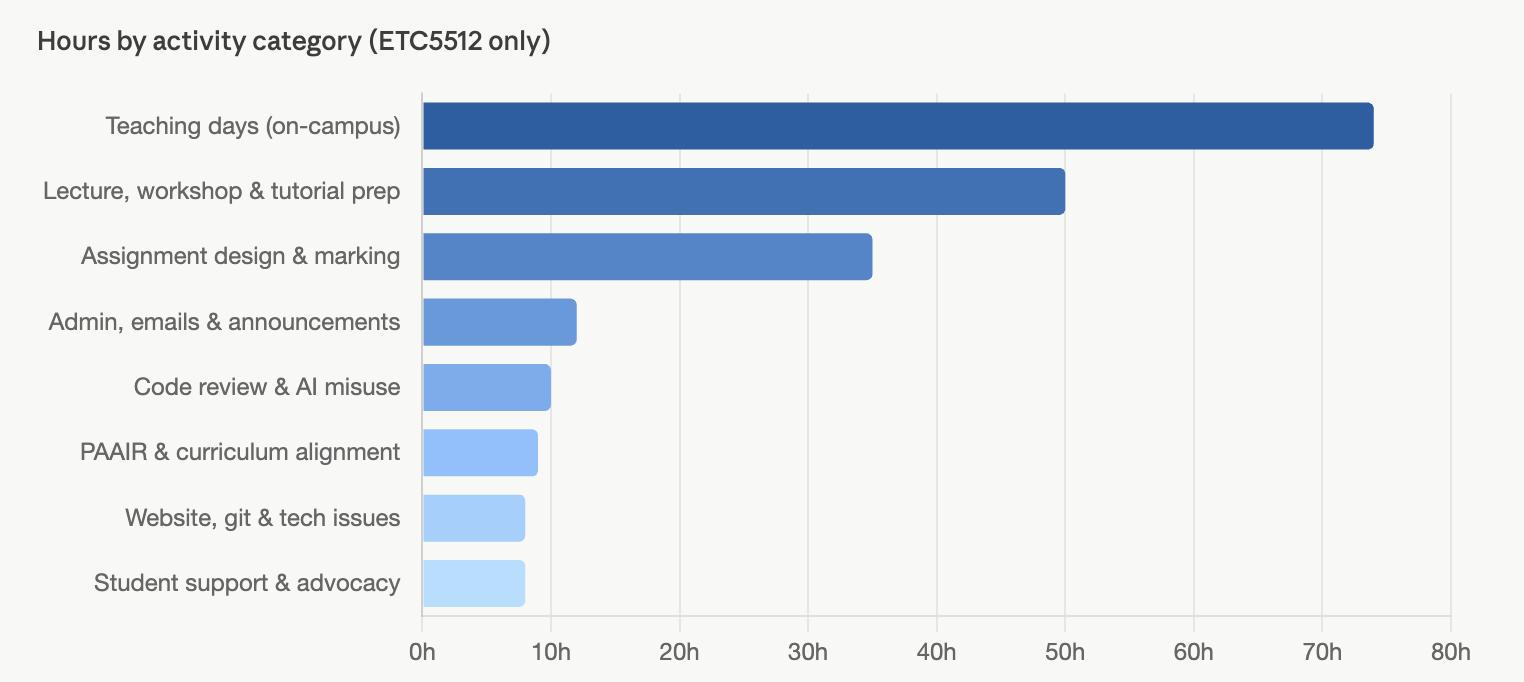 Hours by activity category (ETC5512 only)
Teaching days (on-campus)
Lecture, workshop & tutorial prep
Assignment design & marking
Admin, emails & announcements
Code review & AI misuse
PAAIR & curriculum alignment
Website, git & tech issues
Student support & advocacy
0h 10h 20h 30h 40h 50h 60h 70h 80h